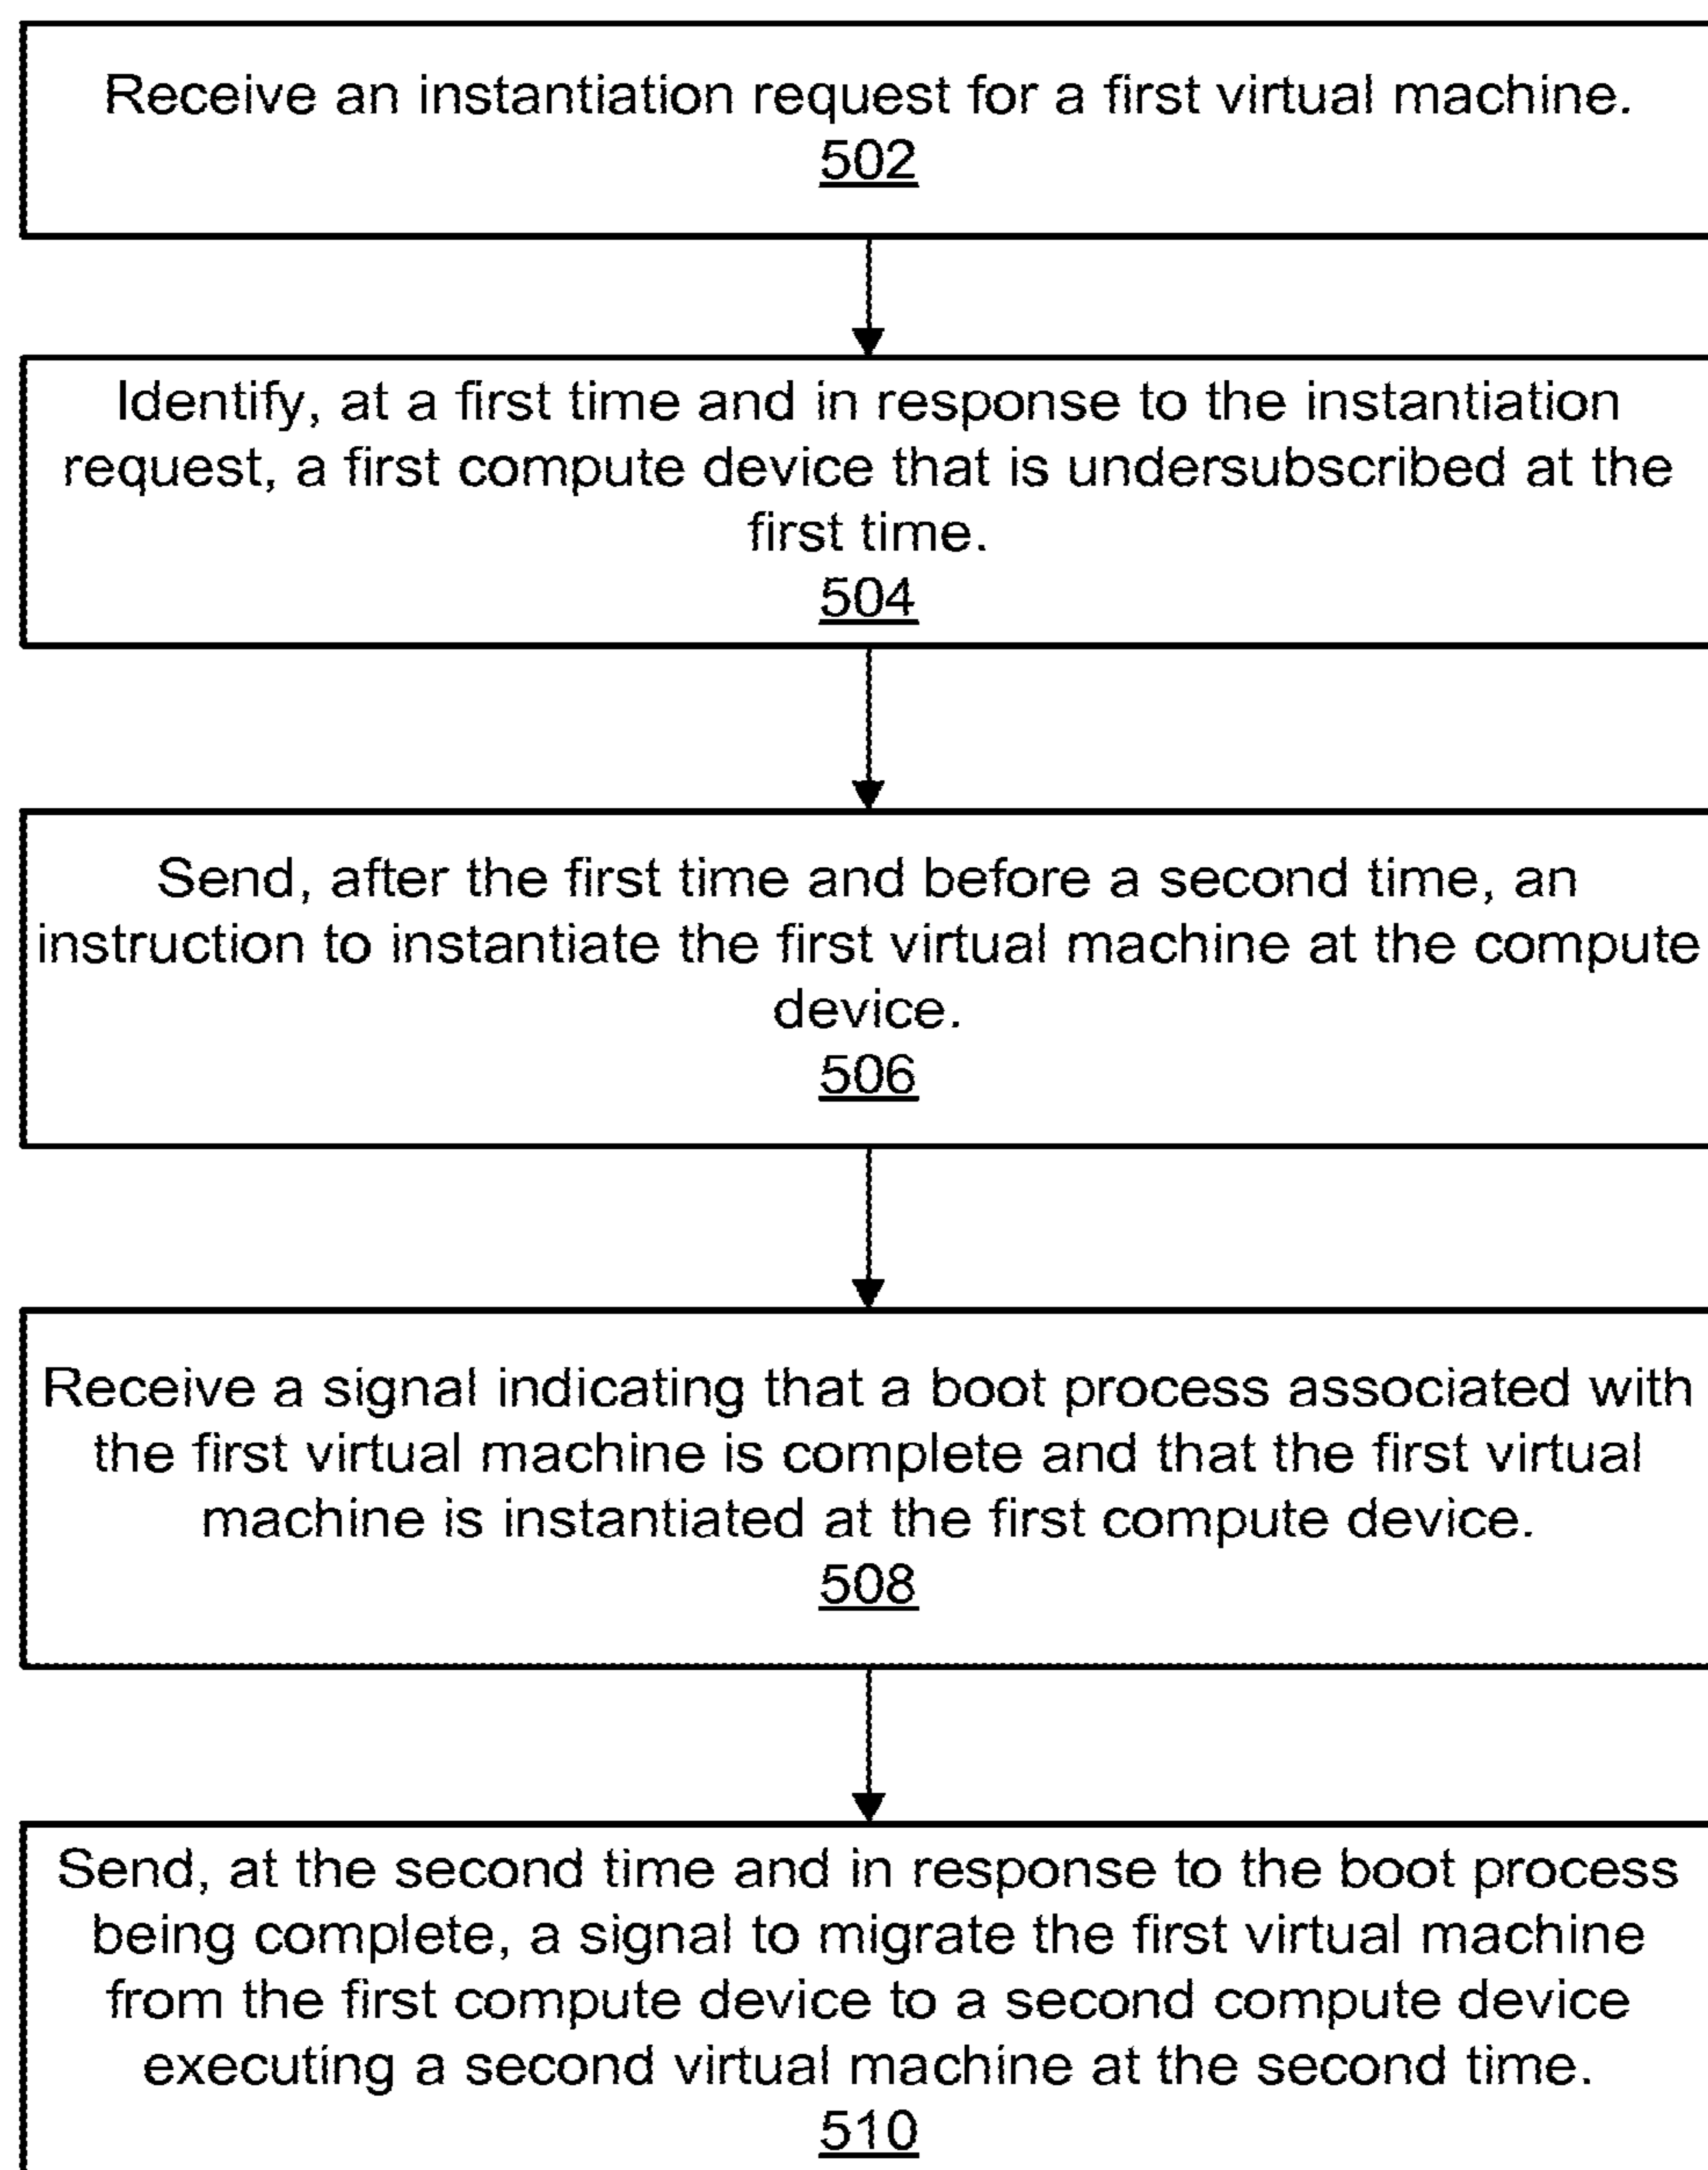 Receive an instantiation request for a first virtual machine.
502
Identify, at a first time and in response to the instantiation
request, a first compute device that is undersubscribed at the
first time.
504
Send, after the first time and before a second time, an
instruction to instantiate the first virtual machine at the compute
device.
506
Receive a signal indicating that a boot process associated with
the first virtual machine is complete and that the first virtual
machine is instantiated at the first compute device.
508
Send, at the second time and in response to the boot process
being complete, a signal to migrate the first virtual machine
from the first compute device to a second compute device
executing a second virtual machine at the second time.
510